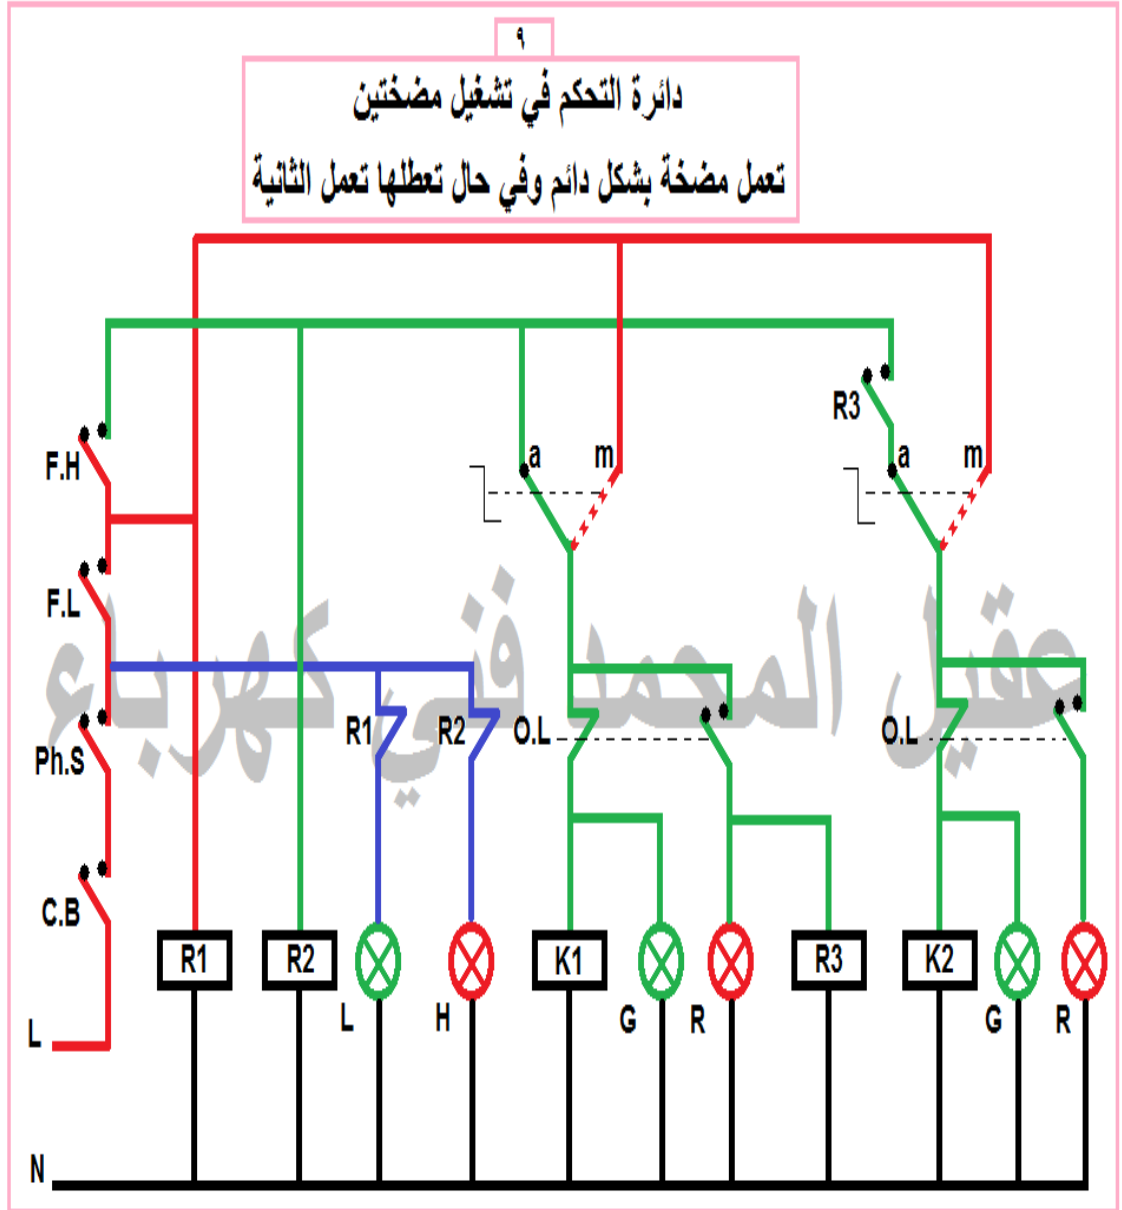 ٩
دائرة التحكم في تشغيل مضختين
تعمل مضخة بشكل دائم وفي حال تعطلها تعمل الثانية
R3
a m a m
F.H
F.L
عقيل المحمد فني كهرباء
Ph.S R1 R2 O.L O.L
C.B
R1 R2 K1 R3 K2
L L H G R G R
N